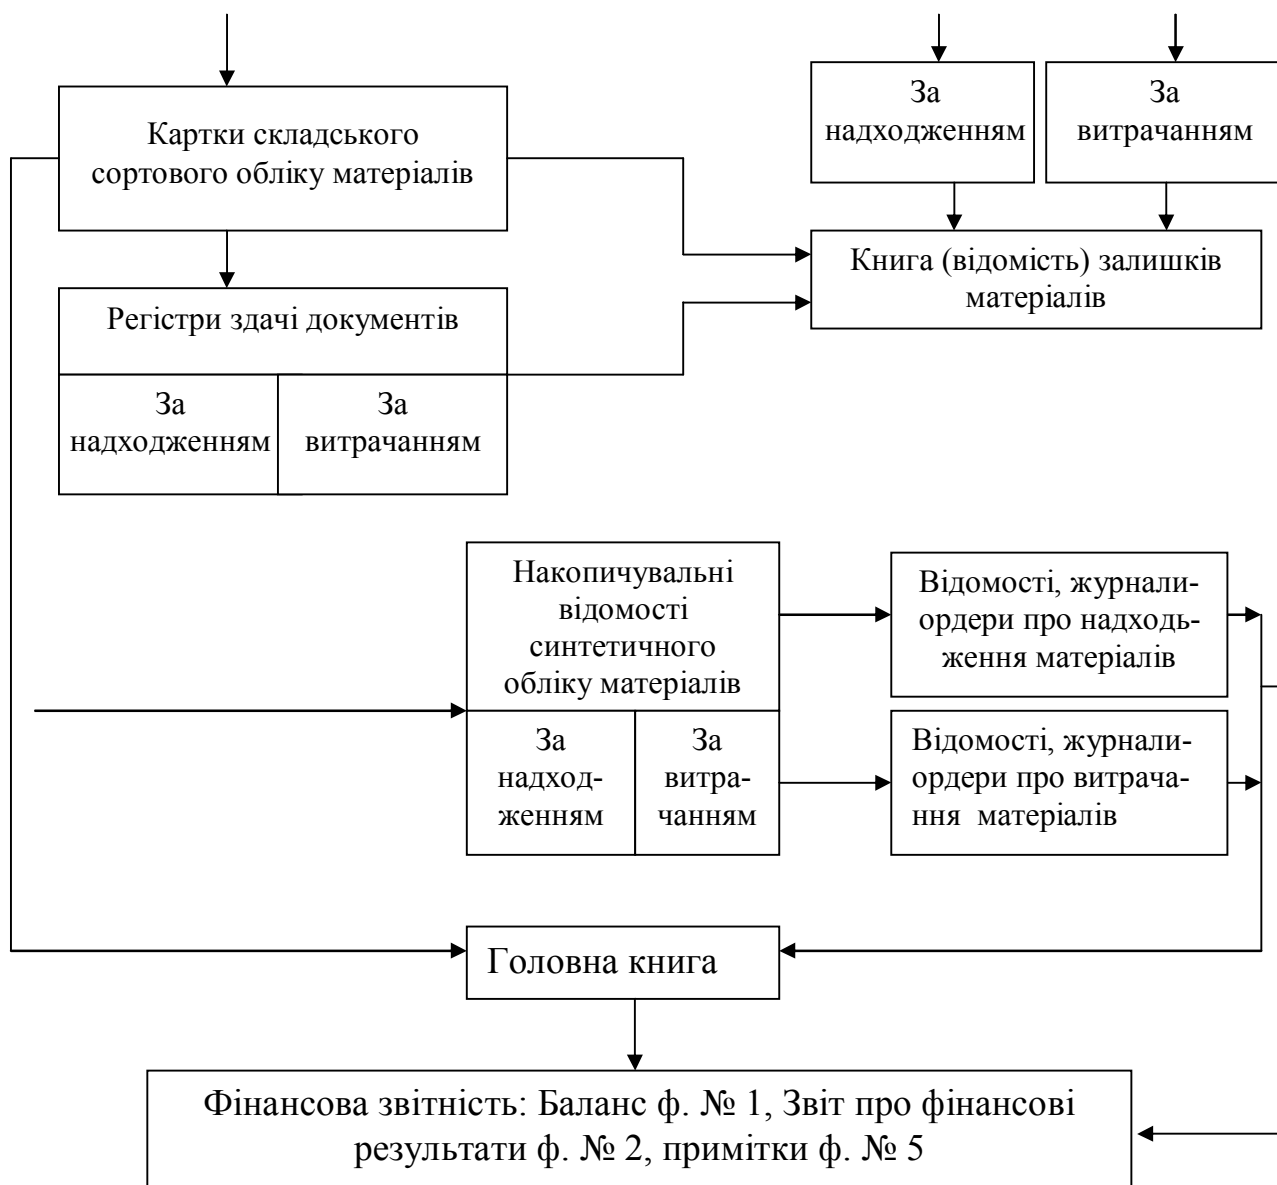 Картки складського
сортового обліку матеріалів
За
надходженням
За
витрачанням
Книга (відомість) залишків
матеріалів
Регістри здачі документів
За
надходженням
За
витрачанням
Накопичувальні
відомості
синтетичного
обліку матеріалів
За
надход-
женням
За
витра-
чанням
Відомості, журнали-
ордери про надходь-
ження матеріалів
Відомості, журнали-
ордери про витрача-
ння матеріалів
Головна книга
Фінансова звітність: Баланс ф. № 1, Звіт про фінансові
результати ф. № 2, примітки ф. № 5